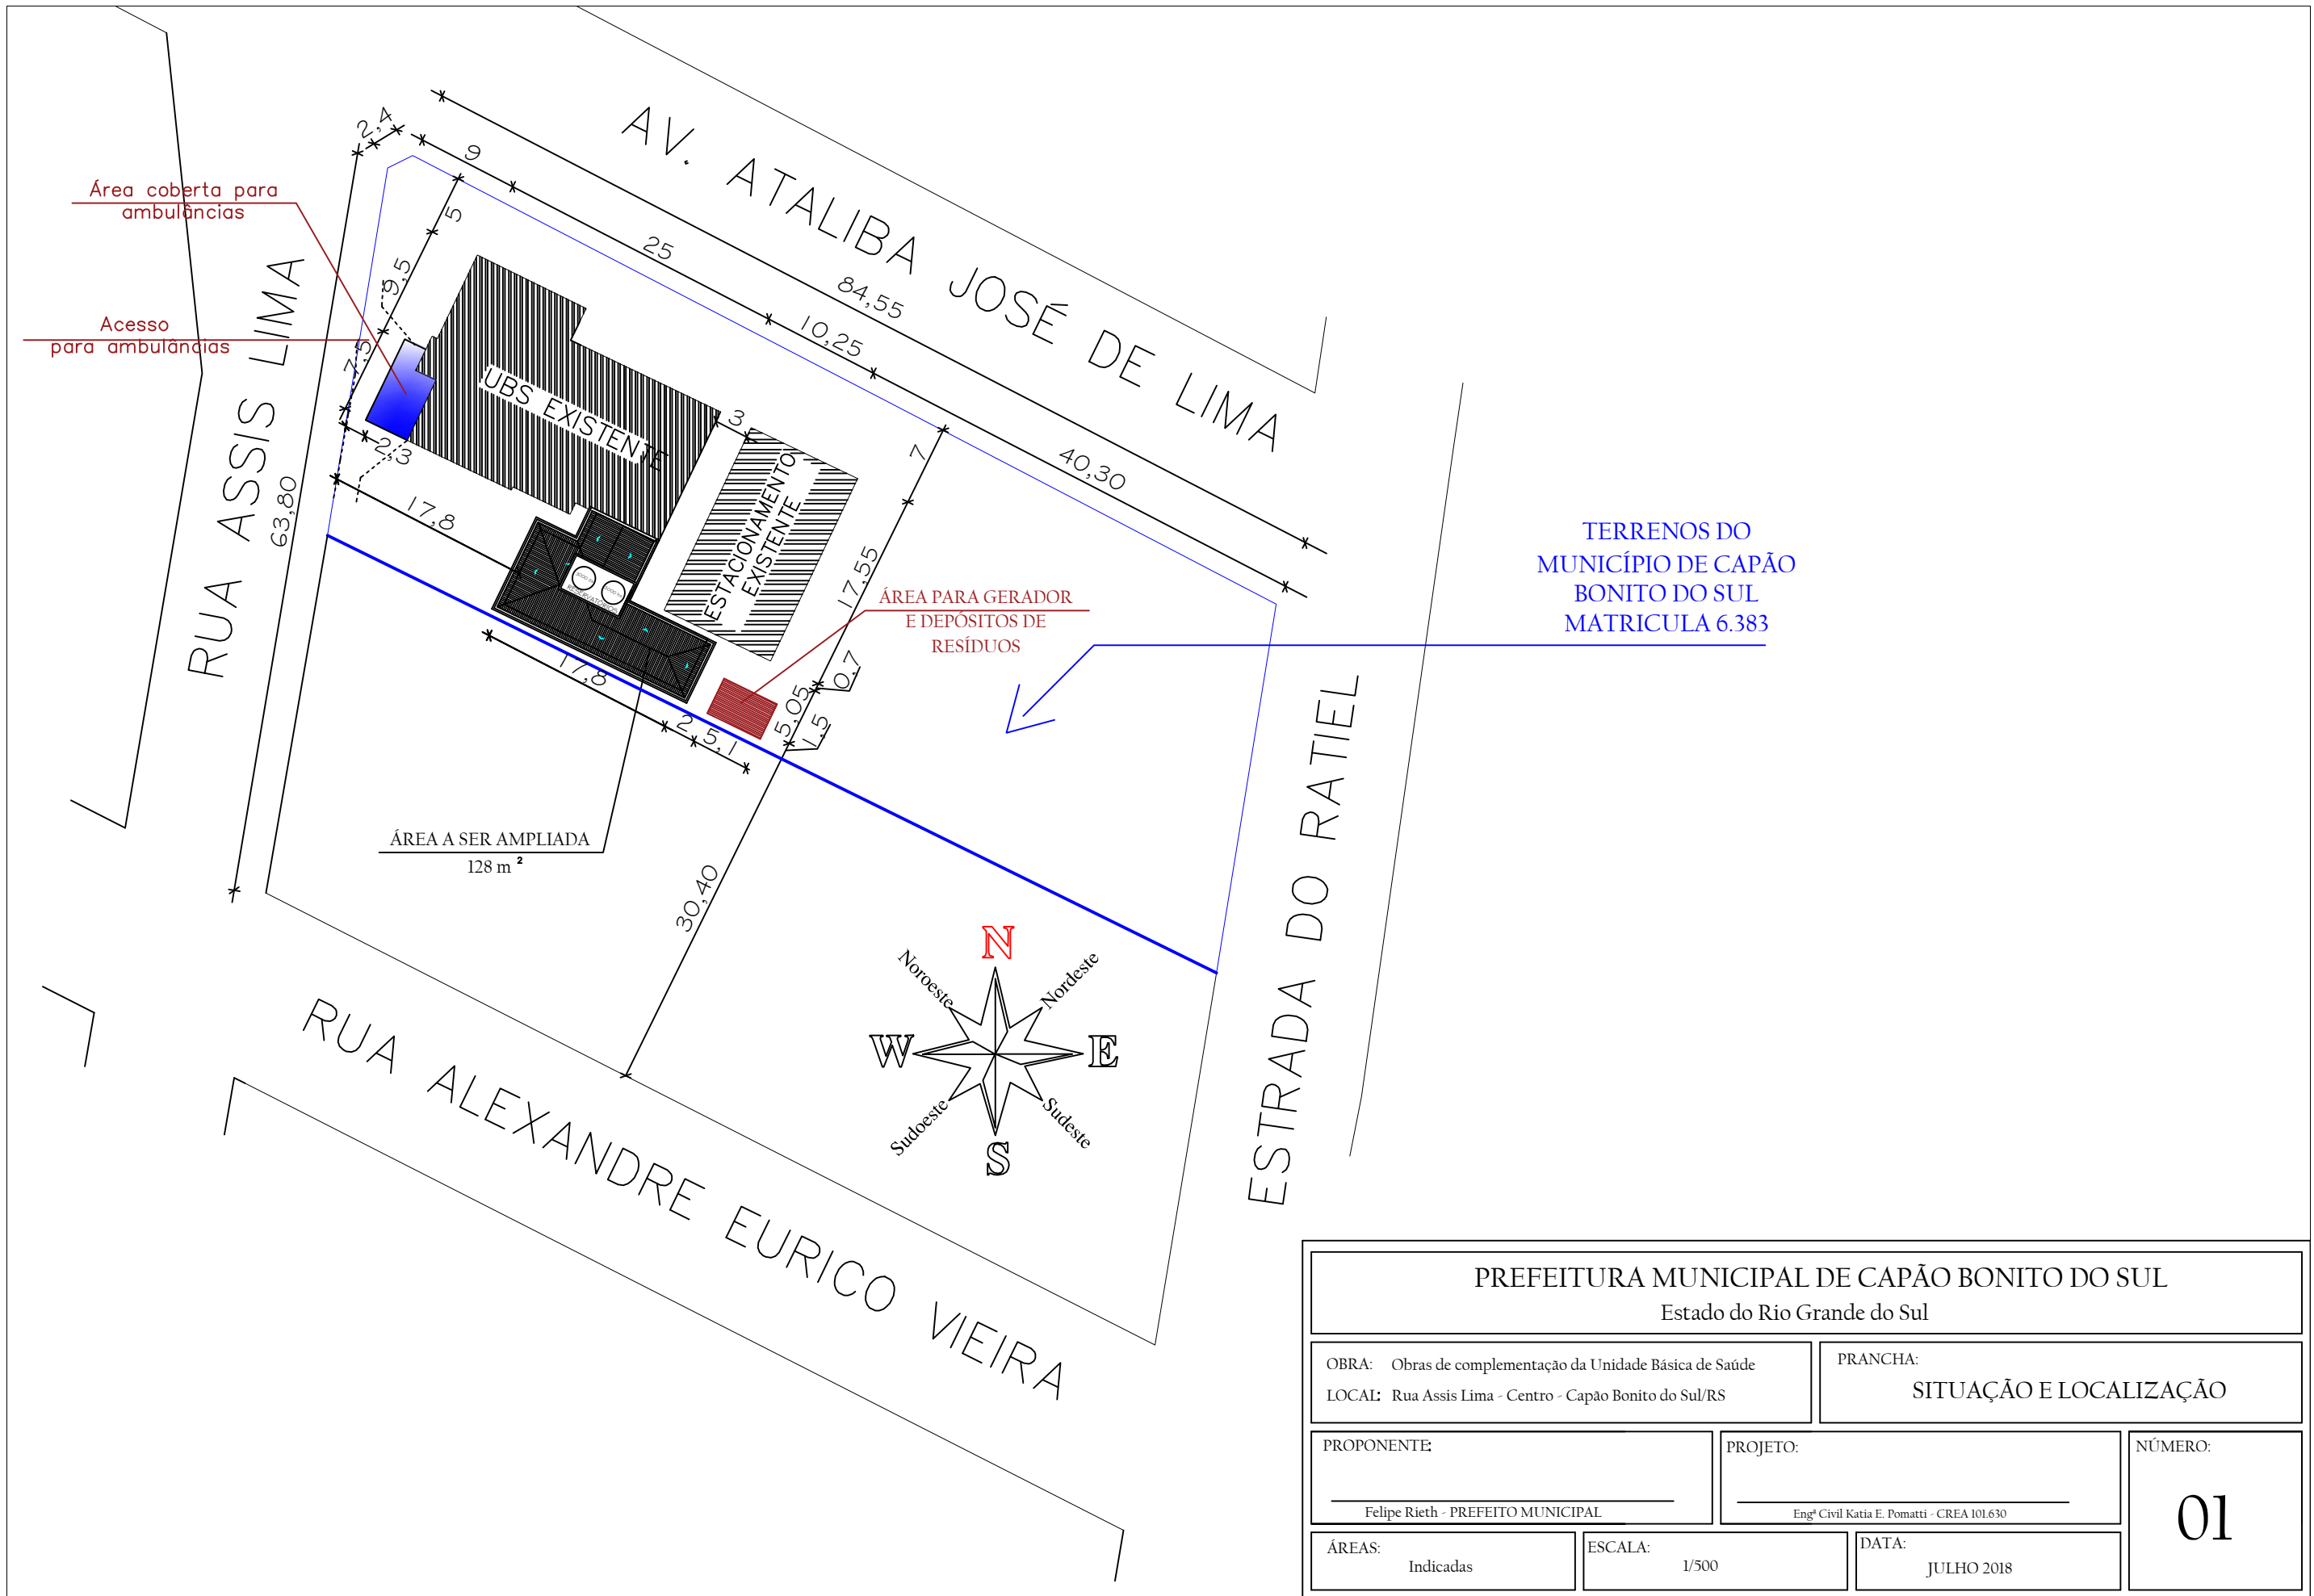 AV. ATALIBA JOSÉ DE LIMA
2,4
9
5
25
84,55
10,25
40,30
9,5
7,5
2,3
17,8
63,80
3
7
17,55
0,7
5,05
1,5
17,8
2
5,1
30,40
Área coberta para
ambulâncias
Acesso
para ambulâncias
RUA ASSIS LIMA
UBS EXISTENTE
ESTACIONAMENTO
EXISTENTE
ÁREA PARA GERADOR
E DEPÓSITOS DE
RESÍDUOS
TERRENOS DO
MUNICÍPIO DE CAPÃO
BONITO DO SUL
MATRICULA 6.383
ÁREA A SER AMPLIADA
128 m ²
ESTRADA DO RATIEL
RUA ALEXANDRE EURICO VIEIRA
N
Noroeste
Nordeste
W
E
Sudoeste
Sudeste
S
PREFEITURA MUNICIPAL DE CAPÃO BONITO DO SUL
Estado do Rio Grande do Sul
OBRA: Obras de complementação da Unidade Básica de Saúde
LOCAL: Rua Assis Lima - Centro - Capão Bonito do Sul/RS
PRANCHA:
SITUAÇÃO E LOCALIZAÇÃO
PROPONENTE:
Felipe Rieth - PREFEITO MUNICIPAL
PROJETO:
Engª Civil Katia E. Pomatti - CREA 101.630
NÚMERO:
01
ÁREAS:
Indicadas
ESCALA:
1/500
DATA:
JULHO 2018